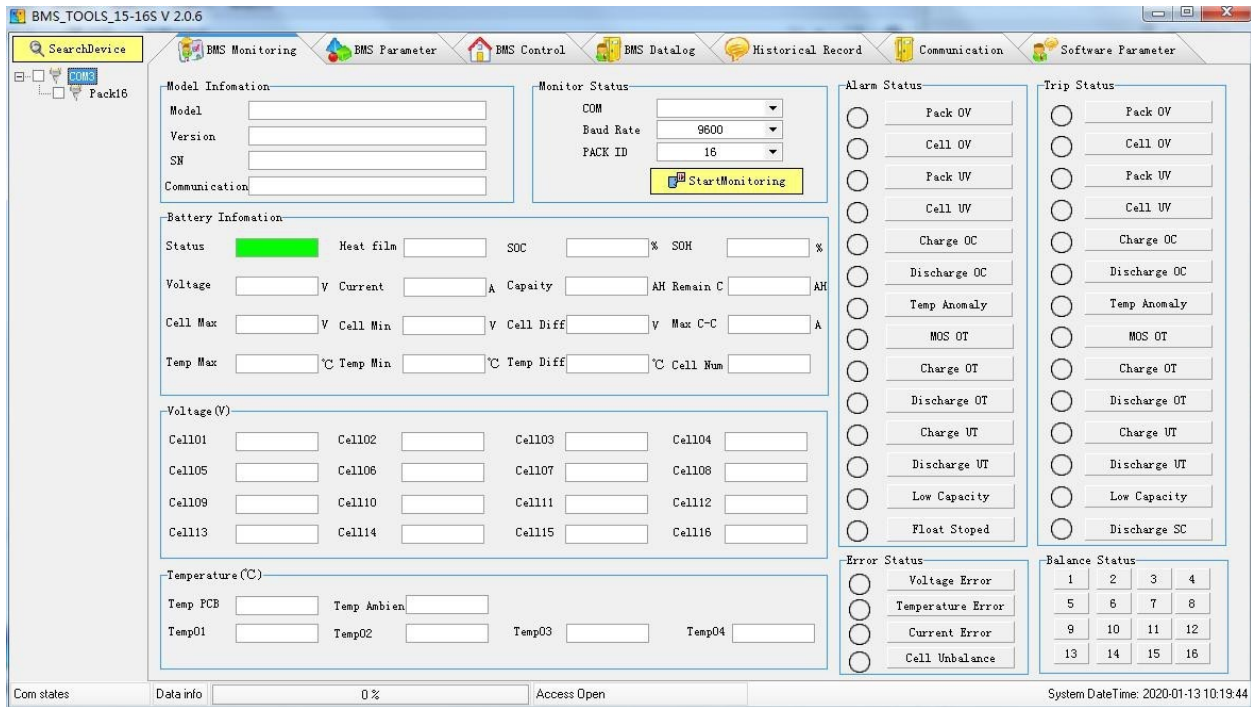 BMS_TOOLS_15-16S V 2.0.6
SearchDevice
BMS Monitoring
BMS Parameter
BMS Control
BMS Datalog
Historical Record
Communication
Software Parameter
COM3
Pack16
Model Infomation
Model
Version
SN
Communication
Monitor Status
COM
Baud Rate 9600
PACK ID 16
StartMonitoring
Battery Infomation
Status Heat film SOC % SOH %
Voltage V Current A Capaity AH Remain C AH
Cell Max V Cell Min V Cell Diff V Max C-C A
Temp Max ℃ Temp Min ℃ Temp Diff ℃ Cell Num
Voltage(V)
Cell01 Cell02 Cell03 Cell04
Cell05 Cell06 Cell07 Cell08
Cell09 Cell10 Cell11 Cell12
Cell13 Cell14 Cell15 Cell16
Temperature(℃)
Temp PCB Temp Ambien
Temp01 Temp02 Temp03 Temp04
Alarm Status
Pack OV
Cell OV
Pack UV
Cell UV
Charge OC
Discharge OC
Temp Anomaly
MOS OT
Charge OT
Discharge OT
Charge UT
Discharge UT
Low Capacity
Float Stoped
Trip Status
Pack OV
Cell OV
Pack UV
Cell UV
Charge OC
Discharge OC
Temp Anomaly
MOS OT
Charge OT
Discharge OT
Charge UT
Discharge UT
Low Capacity
Discharge SC
Error Status
Voltage Error
Temperature Error
Current Error
Cell Unbalance
Balance Status
1 2 3 4
5 6 7 8
9 10 11 12
13 14 15 16
Com states
Data info
0 %
Access Open
System DateTime: 2020-01-13 10:19:44